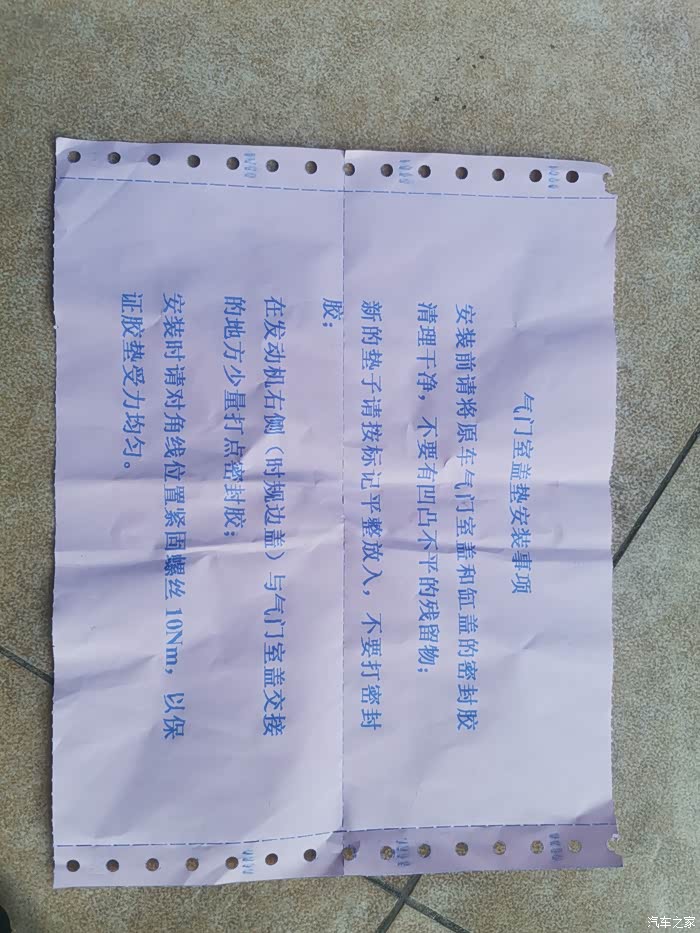 气门室盖垫安装事项
安装前请将原车气门室盖和缸盖的密封胶
清理干净，不要有凹凸不平的残留物；
新的垫子请按标记平整放入，不要打密封
胶；
在发动机右侧（时规边盖）与气门室盖交接
的地方少量打点密封胶；
安装时请对角线位置紧固螺丝 10Nm，以保
证胶垫受力均匀。
汽车之家